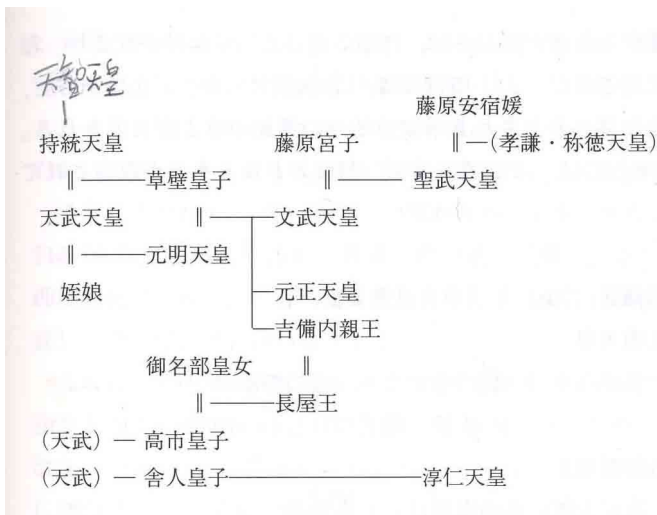 天智天皇
藤原安宿媛
持統天皇 藤原宮子 ‖—(孝謙・称徳天皇)
‖——草壁皇子 ‖—— 聖武天皇
天武天皇 ‖——文武天皇
‖——元明天皇
姪娘 元正天皇
吉備内親王
御名部皇女 ‖
‖———長屋王
(天武) — 高市皇子
(天武) — 舎人皇子————————淳仁天皇